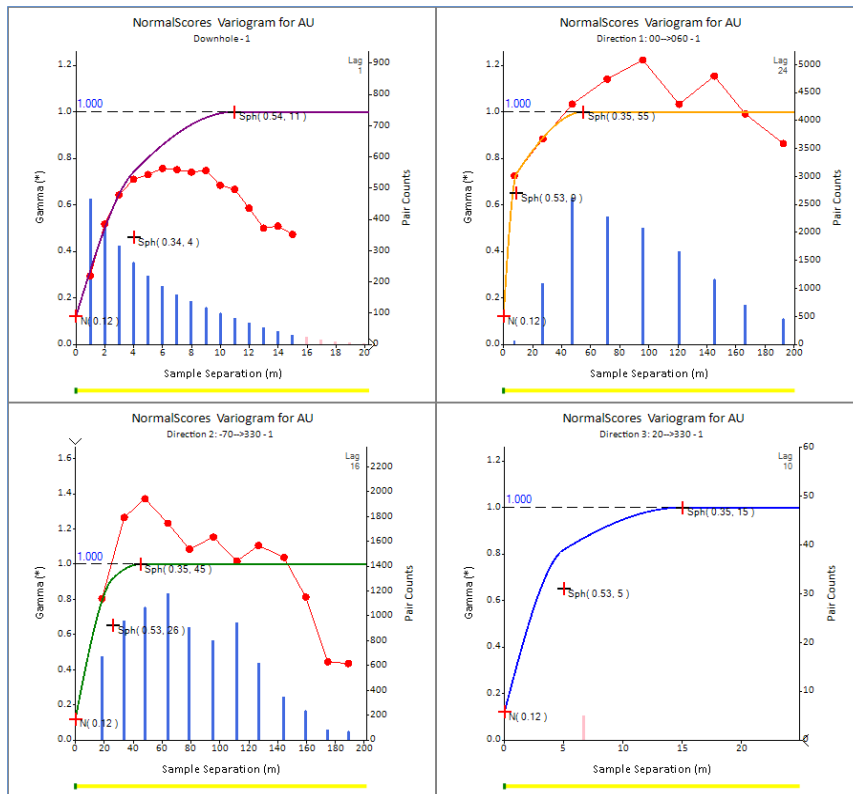 NormalScores Variogram for AU
Downhole - 1
Lag
1
1.2
1.0
0.8
0.6
0.4
0.2
0.0
Gamma (*)
1.000
Sph( 0.54, 11 )
Sph( 0.34, 4 )
N( 0.12 )
900
800
700
600
500
400
300
200
100
0
Pair Counts
0 2 4 6 8 10 12 14 16 18 20
Sample Separation (m)
NormalScores Variogram for AU
Direction 1: 00-->060 - 1
Lag
24
1.2
1.0
0.8
0.6
0.4
0.2
0.0
Gamma (*)
1.000
Sph( 0.35, 55 )
Sph( 0.53, 9 )
N( 0.12 )
5000
4500
4000
3500
3000
2500
2000
1500
1000
500
0
Pair Counts
0 20 40 60 80 100 120 140 160 180 200
Sample Separation (m)
NormalScores Variogram for AU
Direction 2: -70-->330 - 1
Lag
16
1.6
1.4
1.2
1.0
0.8
0.6
0.4
0.2
0.0
Gamma (*)
1.000
Sph( 0.35, 45 )
Sph( 0.53, 26 )
N( 0.12 )
2200
2000
1800
1600
1400
1200
1000
800
600
400
200
0
Pair Counts
0 20 40 60 80 100 120 140 160 180 200
Sample Separation (m)
NormalScores Variogram for AU
Direction 3: 20-->330 - 1
Lag
10
1.2
1.0
0.8
0.6
0.4
0.2
0.0
Gamma (*)
1.000
Sph( 0.35, 15 )
Sph( 0.53, 5 )
N( 0.12 )
60
50
40
30
20
10
0
Pair Counts
0 5 10 15 20
Sample Separation (m)